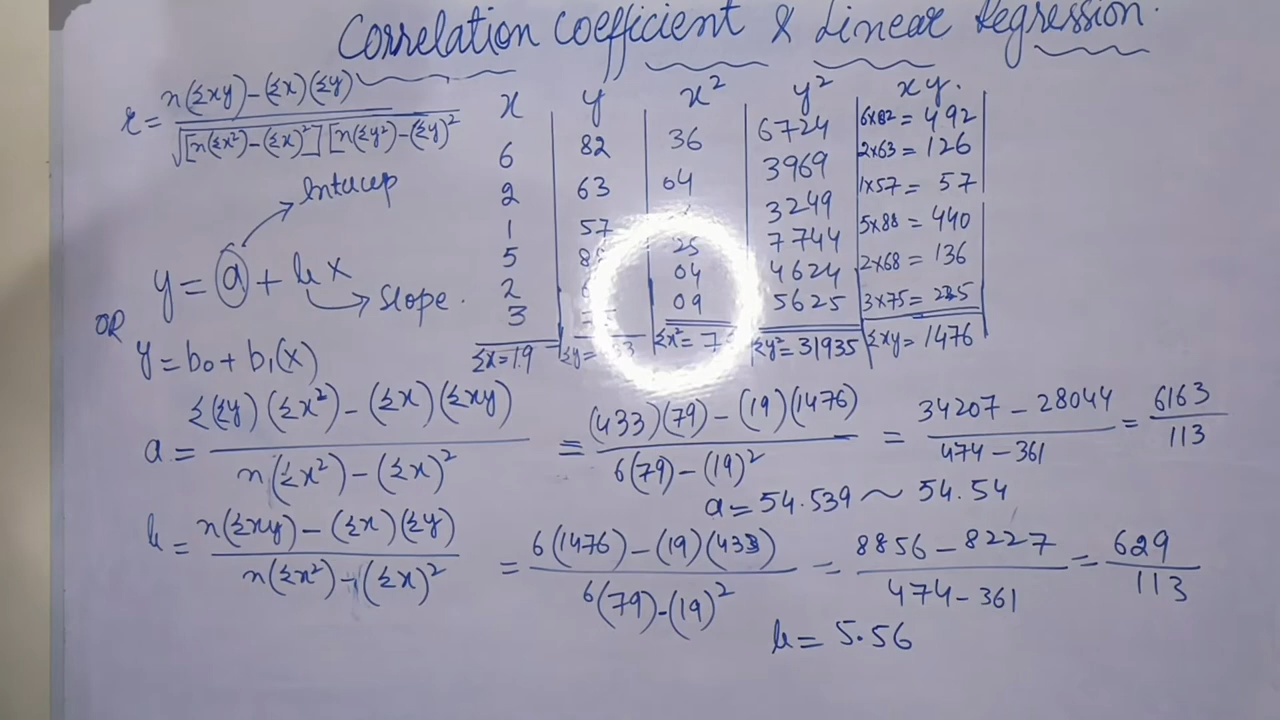 Correlation Coefficient & Linear Regression.
r = n(Σxy) - (Σx)(Σy) / √[n(Σx²) - (Σx)²] [n(Σy²) - (Σy)²
x y x² y² xy.
6 82 36 6724 6x82 = 492
2 63 04 3969 2x63 = 126
1 57 3249 1x57 = 57
5 25 7744 5x88 = 440
2 04 4624 2x68 = 136
3 09 5625 3x75 =
Σx = 19 Σy = Σx² = Σy² = 31935 Σxy = 1476
Intercep
y = a + b x
Slope.
OR
y = b₀ + b₁(x)
a = Σ(Σy)(Σx²) - (Σx)(Σxy) / n(Σx²) - (Σx)² = (433)(79) - (19)(1476) / 6(79) - (19)² = 34207 - 28044 / 474 - 361 = 6163 / 113
a = 54.539 ~ 54.54
b = n(Σxy) - (Σx)(Σy) / n(Σx²) - (Σx)² = 6(1476) - (19)(433) / 6(79) - (19)² = 8856 - 8227 / 474 - 361 = 629 / 113
b = 5.56